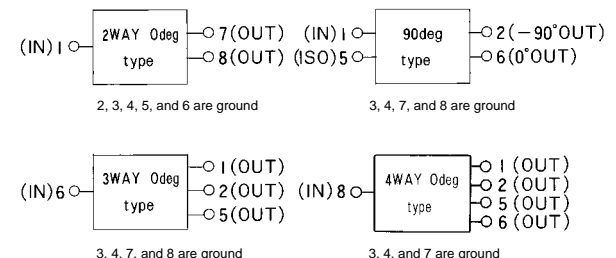 2WAY 0deg
type
(IN) 1
7 (OUT)
8 (OUT)
2, 3, 4, 5, and 6 are ground
90deg
type
(IN) 1
(ISO) 5
2 (−90°OUT)
6 (0°OUT)
3, 4, 7, and 8 are ground
3WAY 0deg
type
(IN) 6
1 (OUT)
2 (OUT)
5 (OUT)
3, 4, 7, and 8 are ground
4WAY 0deg
type
(IN) 8
1 (OUT)
2 (OUT)
5 (OUT)
6 (OUT)
3, 4, and 7 are ground